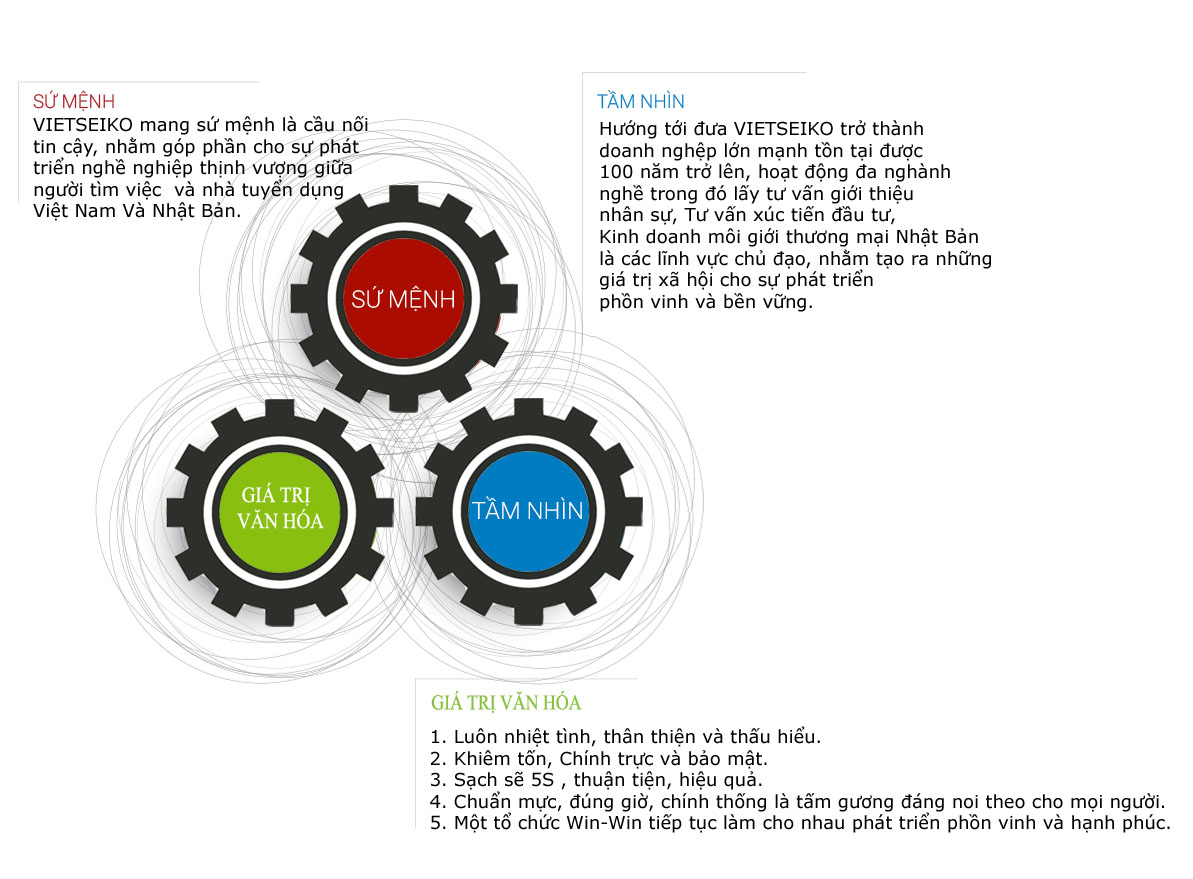 SỨ MỆNH
VIETSEIKO mang sứ mệnh là cầu nối
tin cậy, nhằm góp phần cho sự phát
triển nghề nghiệp thịnh vượng giữa
người tìm việc  và nhà tuyển dụng
Việt Nam Và Nhật Bản.
TẦM NHÌN
Hướng tới đưa VIETSEIKO trở thành
doanh nghệp lớn mạnh tồn tại được
100 năm trở lên, hoạt động đa nghành
nghề trong đó lấy tư vấn giới thiệu
nhân sự, Tư vấn xúc tiến đầu tư,
Kinh doanh môi giới thương mại Nhật Bản
là các lĩnh vực chủ đạo, nhằm tạo ra những
giá trị xã hội cho sự phát triển
phồn vinh và bền vững.
SỨ MỆNH
GIÁ TRỊ
VĂN HÓA
TẦM NHÌN
GIÁ TRỊ VĂN HÓA
1. Luôn nhiệt tình, thân thiện và thấu hiểu.
2. Khiêm tốn, Chính trực và bảo mật.
3. Sạch sẽ 5S , thuận tiện, hiệu quả.
4. Chuẩn mực, đúng giờ, chính thống là tấm gương đáng noi theo cho mọi người.
5. Một tổ chức Win-Win tiếp tục làm cho nhau phát triển phồn vinh và hạnh phúc.